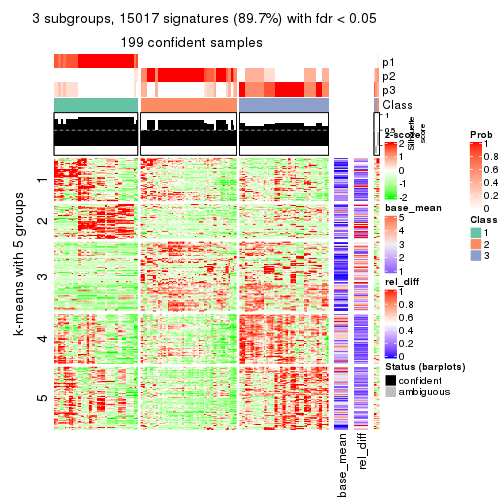 3 subgroups, 15017 signatures (89.7%) with fdr < 0.05
199 confident samples
p1
p2
p3
Class
1
0.5
0
Silhouette
score
k-means with 5 groups
1
2
3
4
5
base_mean
rel_diff
z-score
2
1
0
-1
-2
base_mean
5
4
3
2
1
rel_diff
1
0.8
0.6
0.4
0.2
0
Status (barplots)
confident
ambiguous
Prob
1
0.8
0.6
0.4
0.2
0
Class
1
2
3